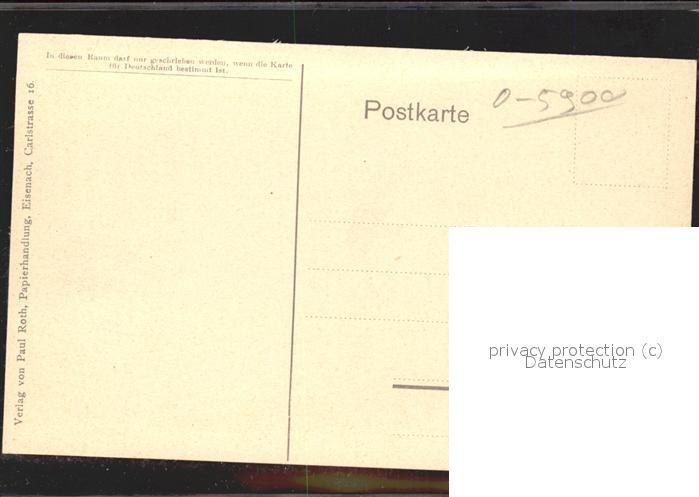 In diesen Raum darf nur geschrieben werden, wenn die Karte
für Deutschland bestimmt ist.
Postkarte
0-5900
Verlag von Paul Roth, Papierhandlung, Eisenach, Carlstrasse 16.
privacy protection (c)
Datenschutz